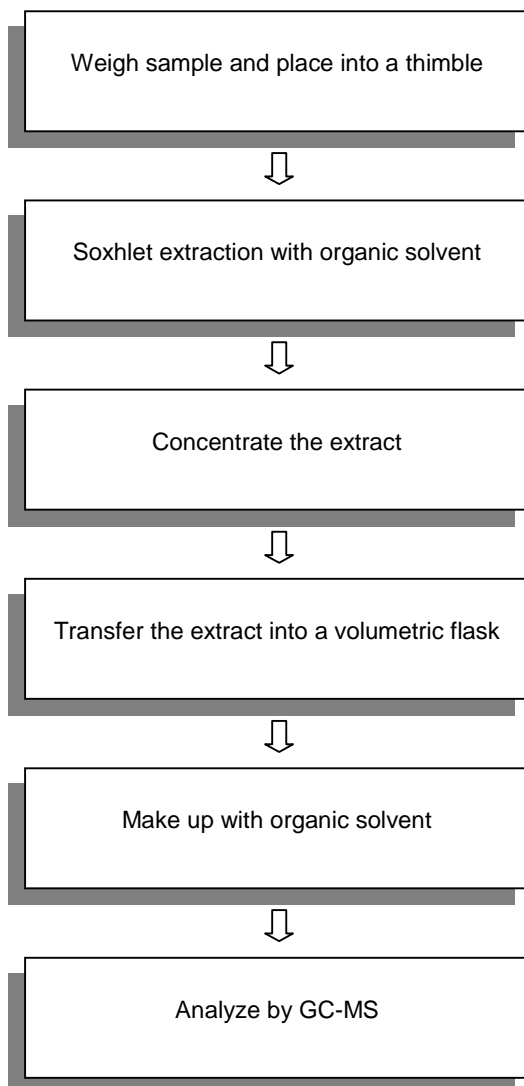 Weigh sample and place into a thimble
Soxhlet extraction with organic solvent
Concentrate the extract
Transfer the extract into a volumetric flask
Make up with organic solvent
Analyze by GC-MS